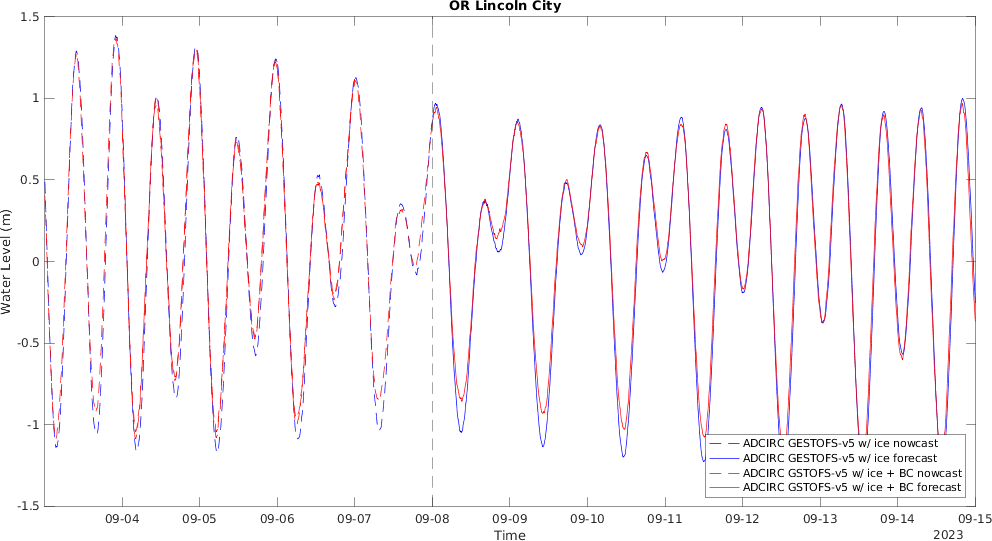 OR Lincoln City
1.5
1
0.5
0
-0.5
-1
-1.5
Water Level (m)
ADCIRC GESTOFS-v5 w/ ice nowcast
ADCIRC GESTOFS-v5 w/ ice forecast
ADCIRC GSTOFS-v5 w/ ice + BC nowcast
ADCIRC GSTOFS-v5 w/ ice + BC forecast
09-04 09-05 09-06 09-07 09-08 09-09 09-10 09-11 09-12 09-13 09-14 09-15
Time
2023